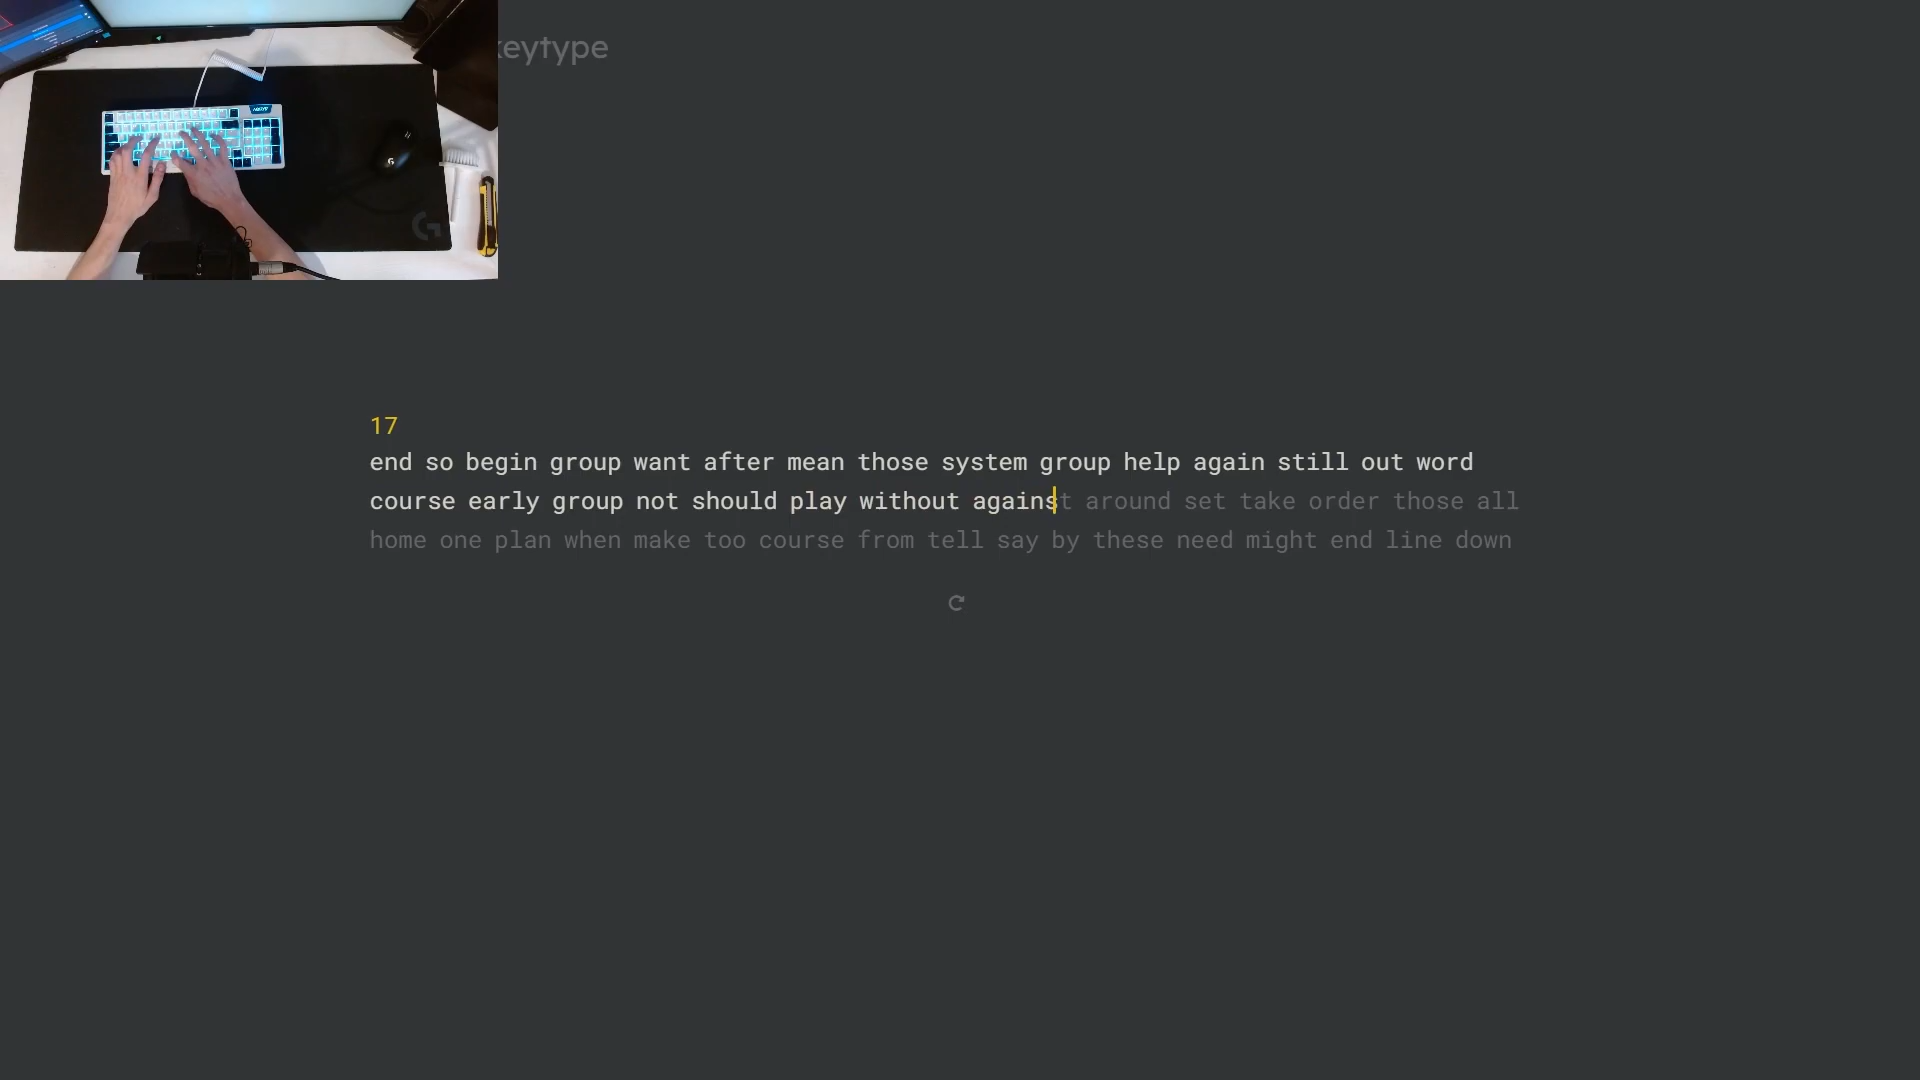 keytype
17
end so begin group want after mean those system group help again still out word
course early group not should play without against around set take order those all
home one plan when make too course from tell say by these need might end line down